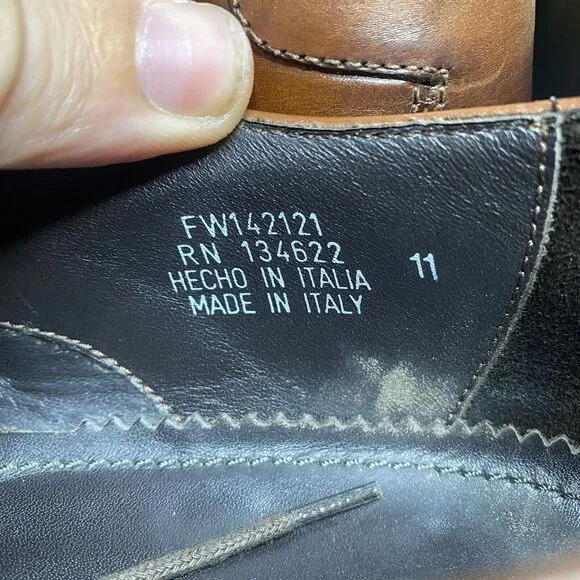 FW142121
RN 134622
HECHO IN ITALIA
MADE IN ITALY
11